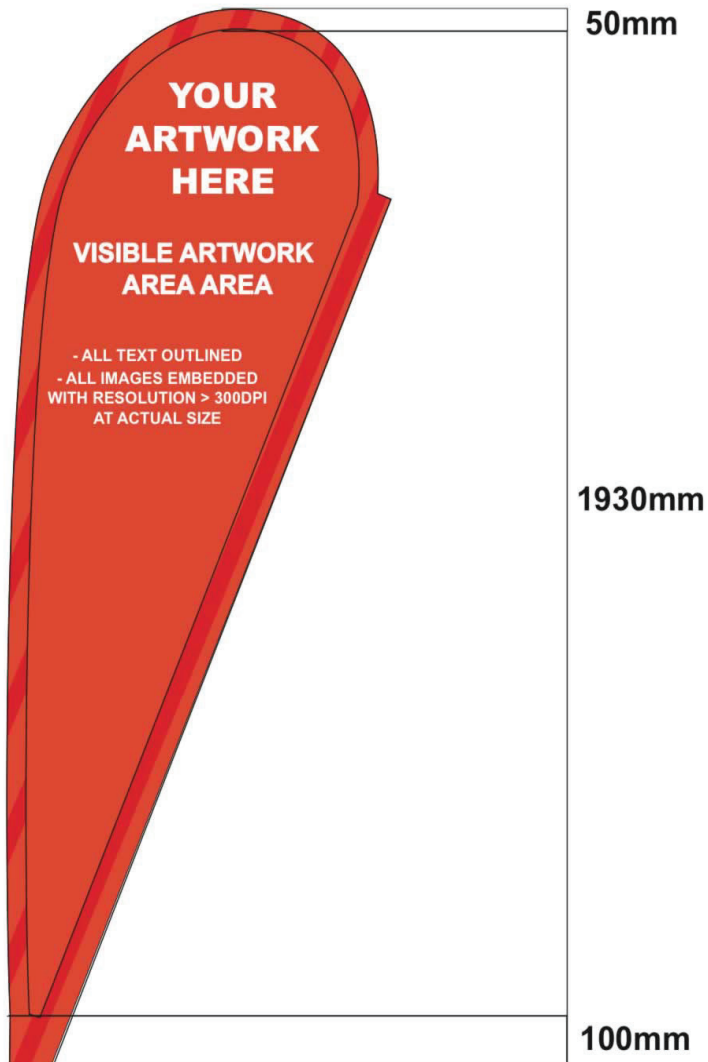 50mm
YOUR
ARTWORK
HERE
VISIBLE ARTWORK
AREA AREA
- ALL TEXT OUTLINED
- ALL IMAGES EMBEDDED
WITH RESOLUTION > 300DPI
AT ACTUAL SIZE
1930mm
100mm